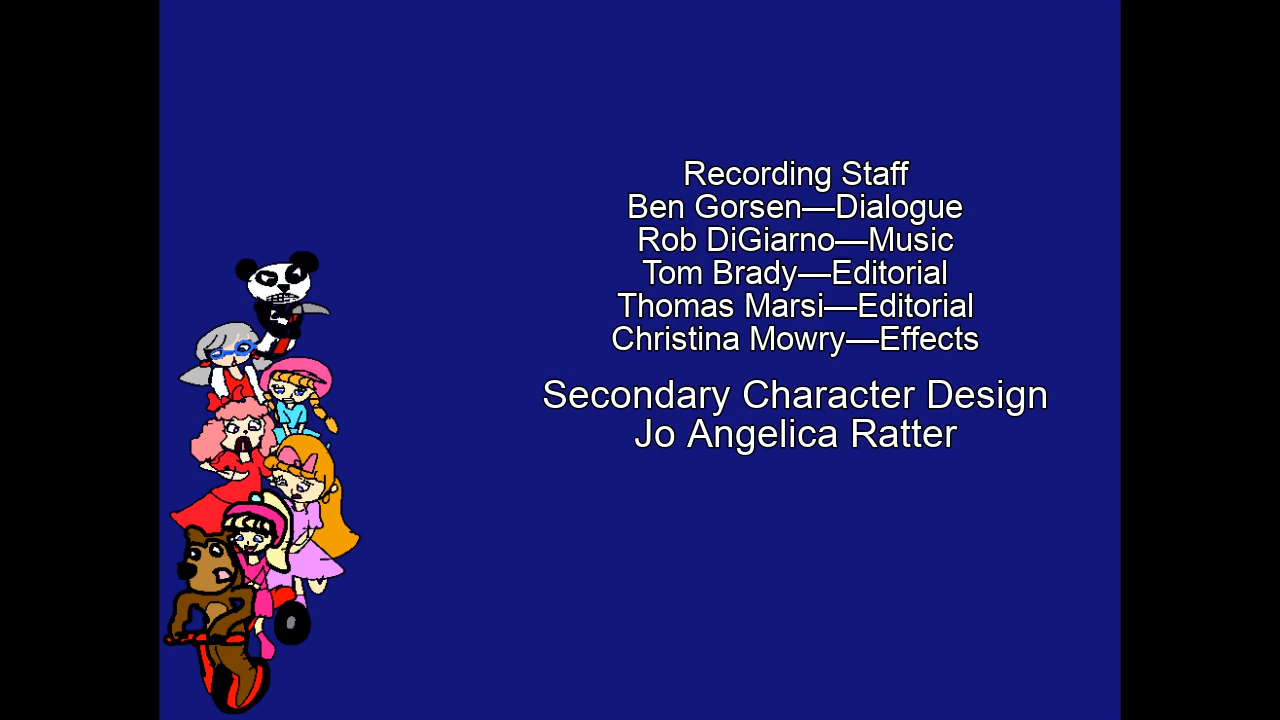 Recording Staff
Ben Gorsen—Dialogue
Rob DiGiarno—Music
Tom Brady—Editorial
Thomas Marsi—Editorial
Christina Mowry—Effects
Secondary Character Design
Jo Angelica Ratter